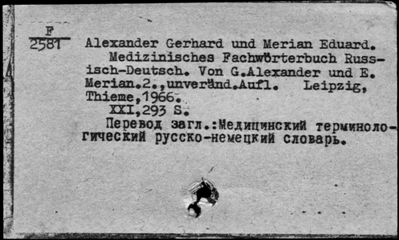 F
2581
Alexander Gerhard und Merian Eduard.
Medizinisches Fachwörterbuch Russ-
isch-Deutsch. Von G.Alexander und E.
Merian.2.,unveränd.Aufl. Leipzig,
Thieme,1966.
XXI,293 S.
Перевод загл.:Медицинский терминоло-
гический русско-немецкий словарь.